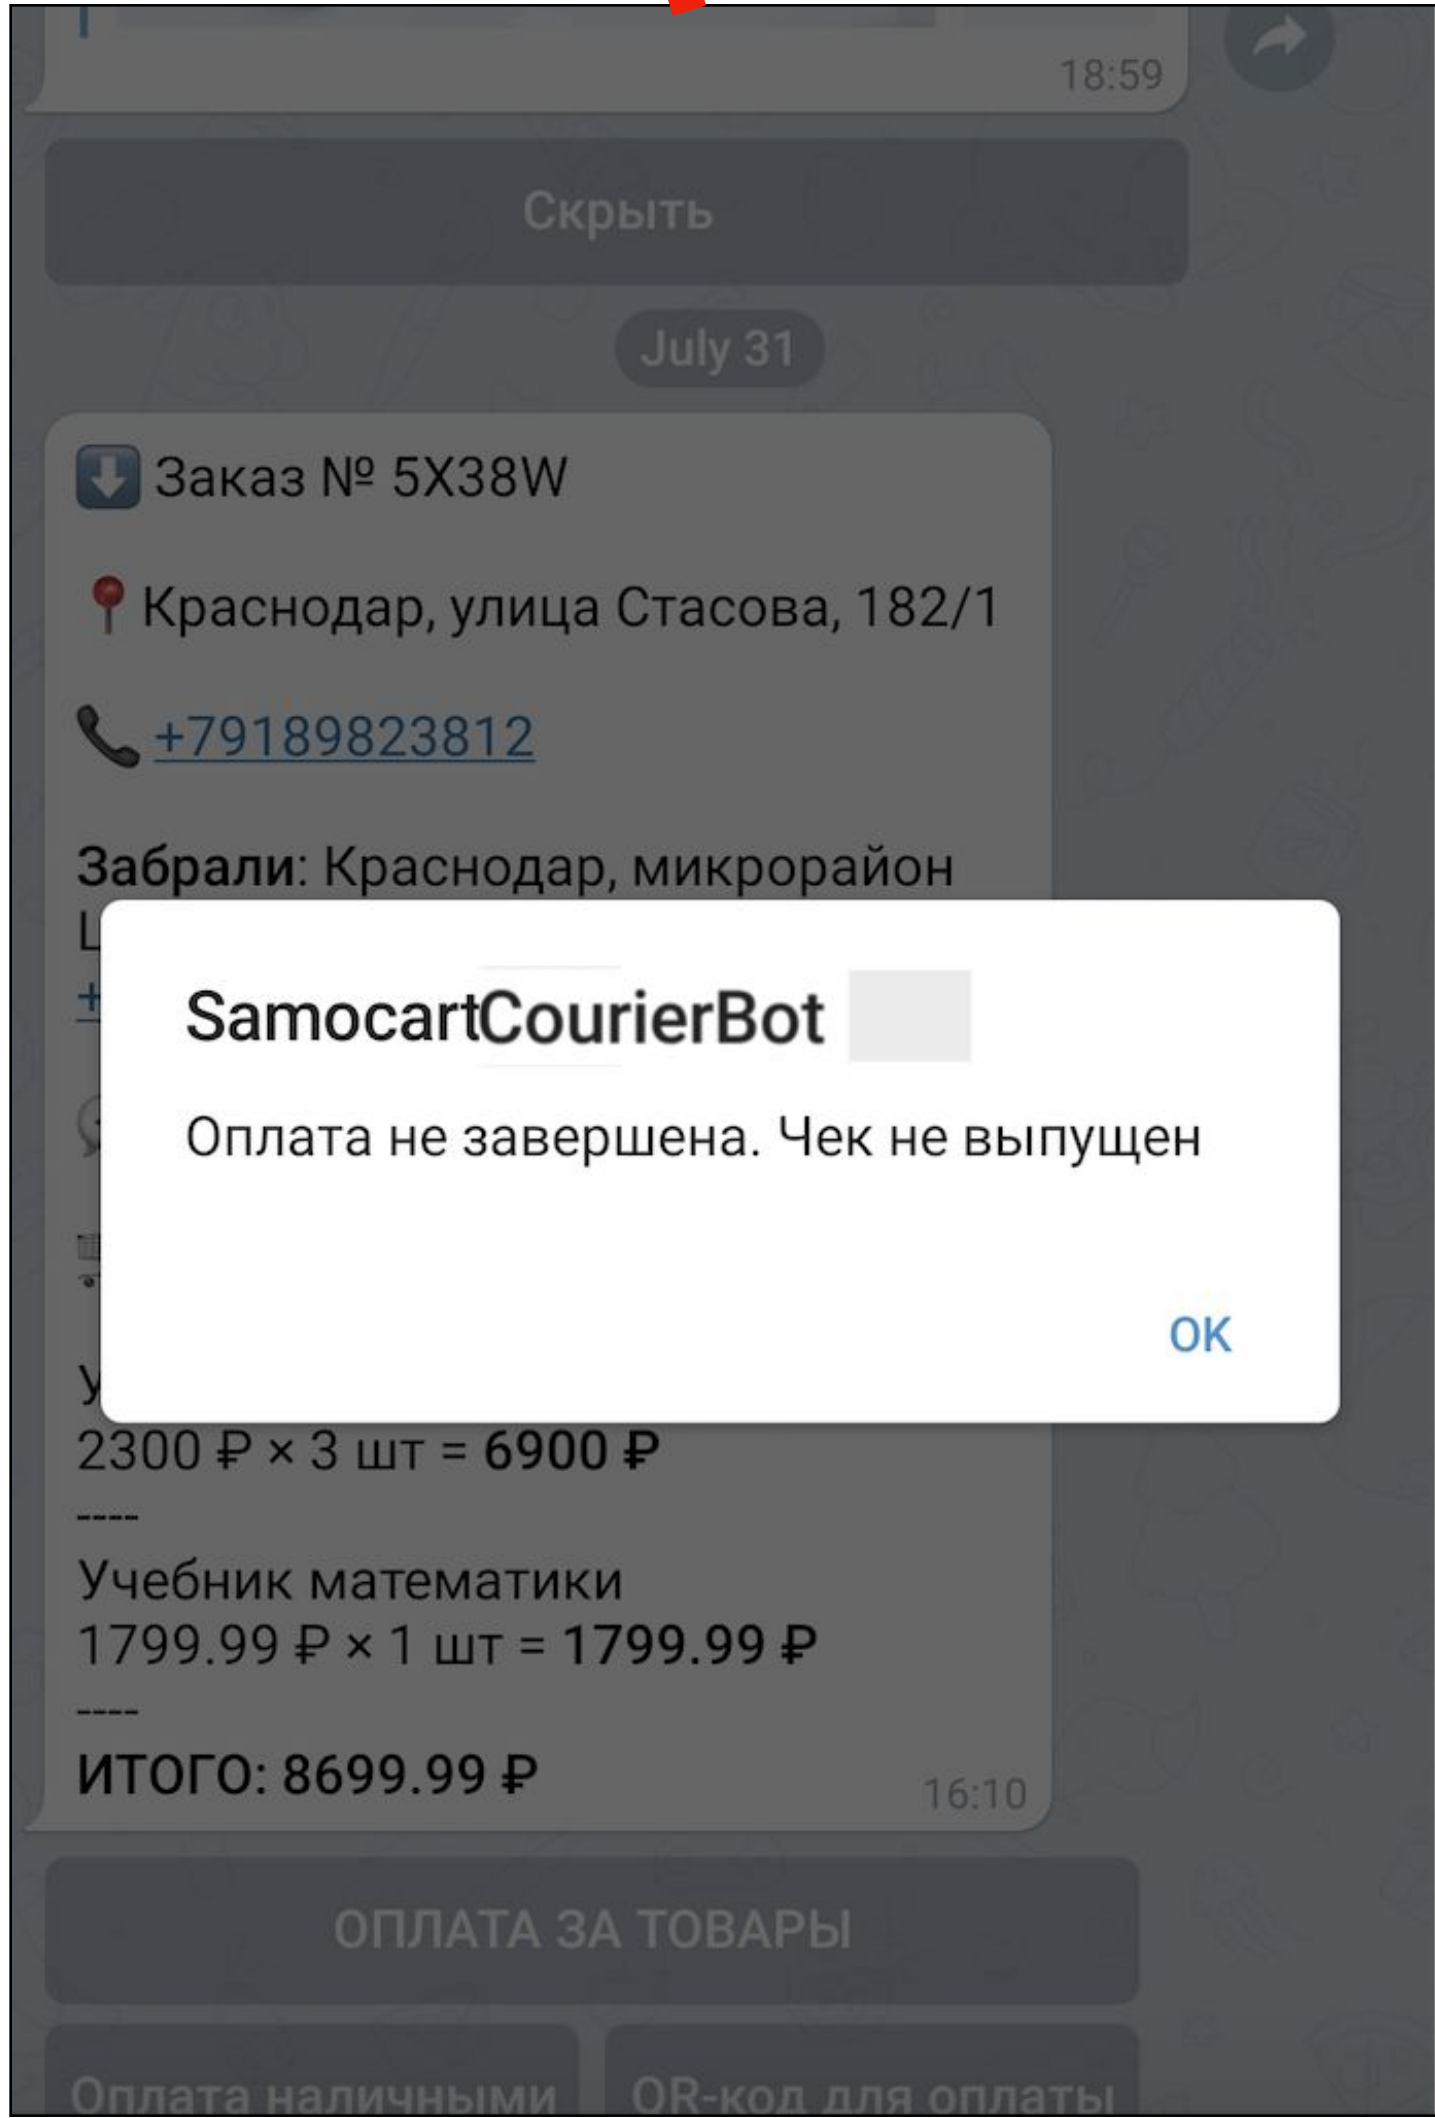 18:59
Скрыть
July 31
Заказ № 5X38W
Краснодар, улица Стасова, 182/1
+79189823812
Забрали: Краснодар, микрорайон
+
SamocartCourierBot
Оплата не завершена. Чек не выпущен
OK
2300 ₽ × 3 шт = 6900 ₽
----
Учебник математики
1799.99 ₽ × 1 шт = 1799.99 ₽
----
ИТОГО: 8699.99 ₽
16:10
ОПЛАТА ЗА ТОВАРЫ
Оплата наличными
QR-код для оплаты